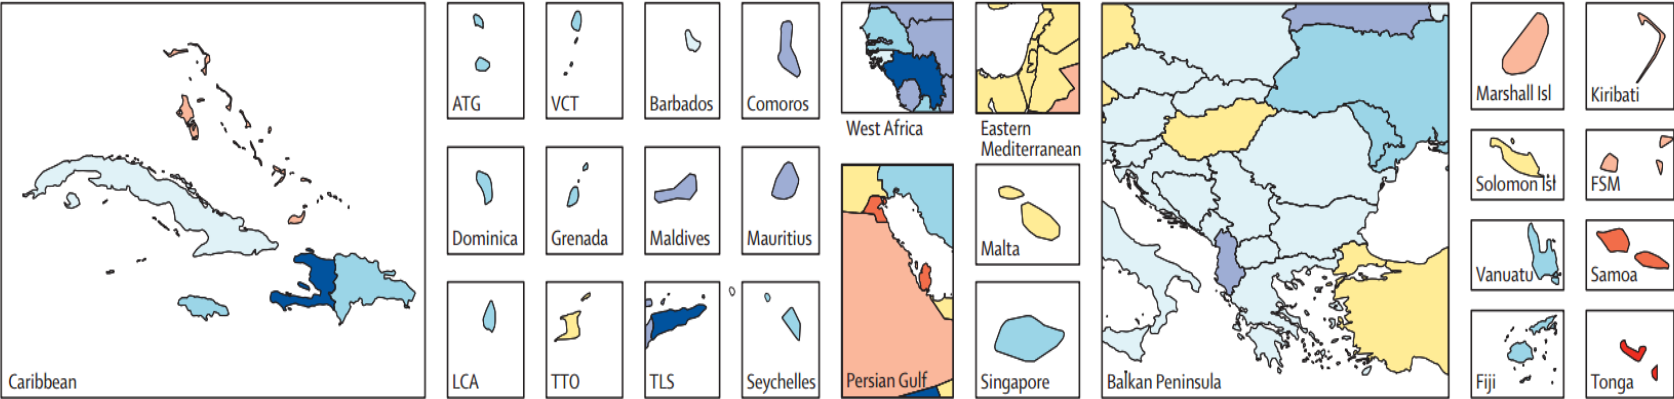 Caribbean
ATG
VCT
Barbados
Comoros
Dominica
Grenada
Maldives
Mauritius
LCA
TTO
TLS
Seychelles
West Africa
Eastern
Mediterranean
Persian Gulf
Malta
Singapore
Balkan Peninsula
Marshall Isl
Kiribati
Solomon Isl
FSM
Vanuatu
Samoa
Fiji
Tonga